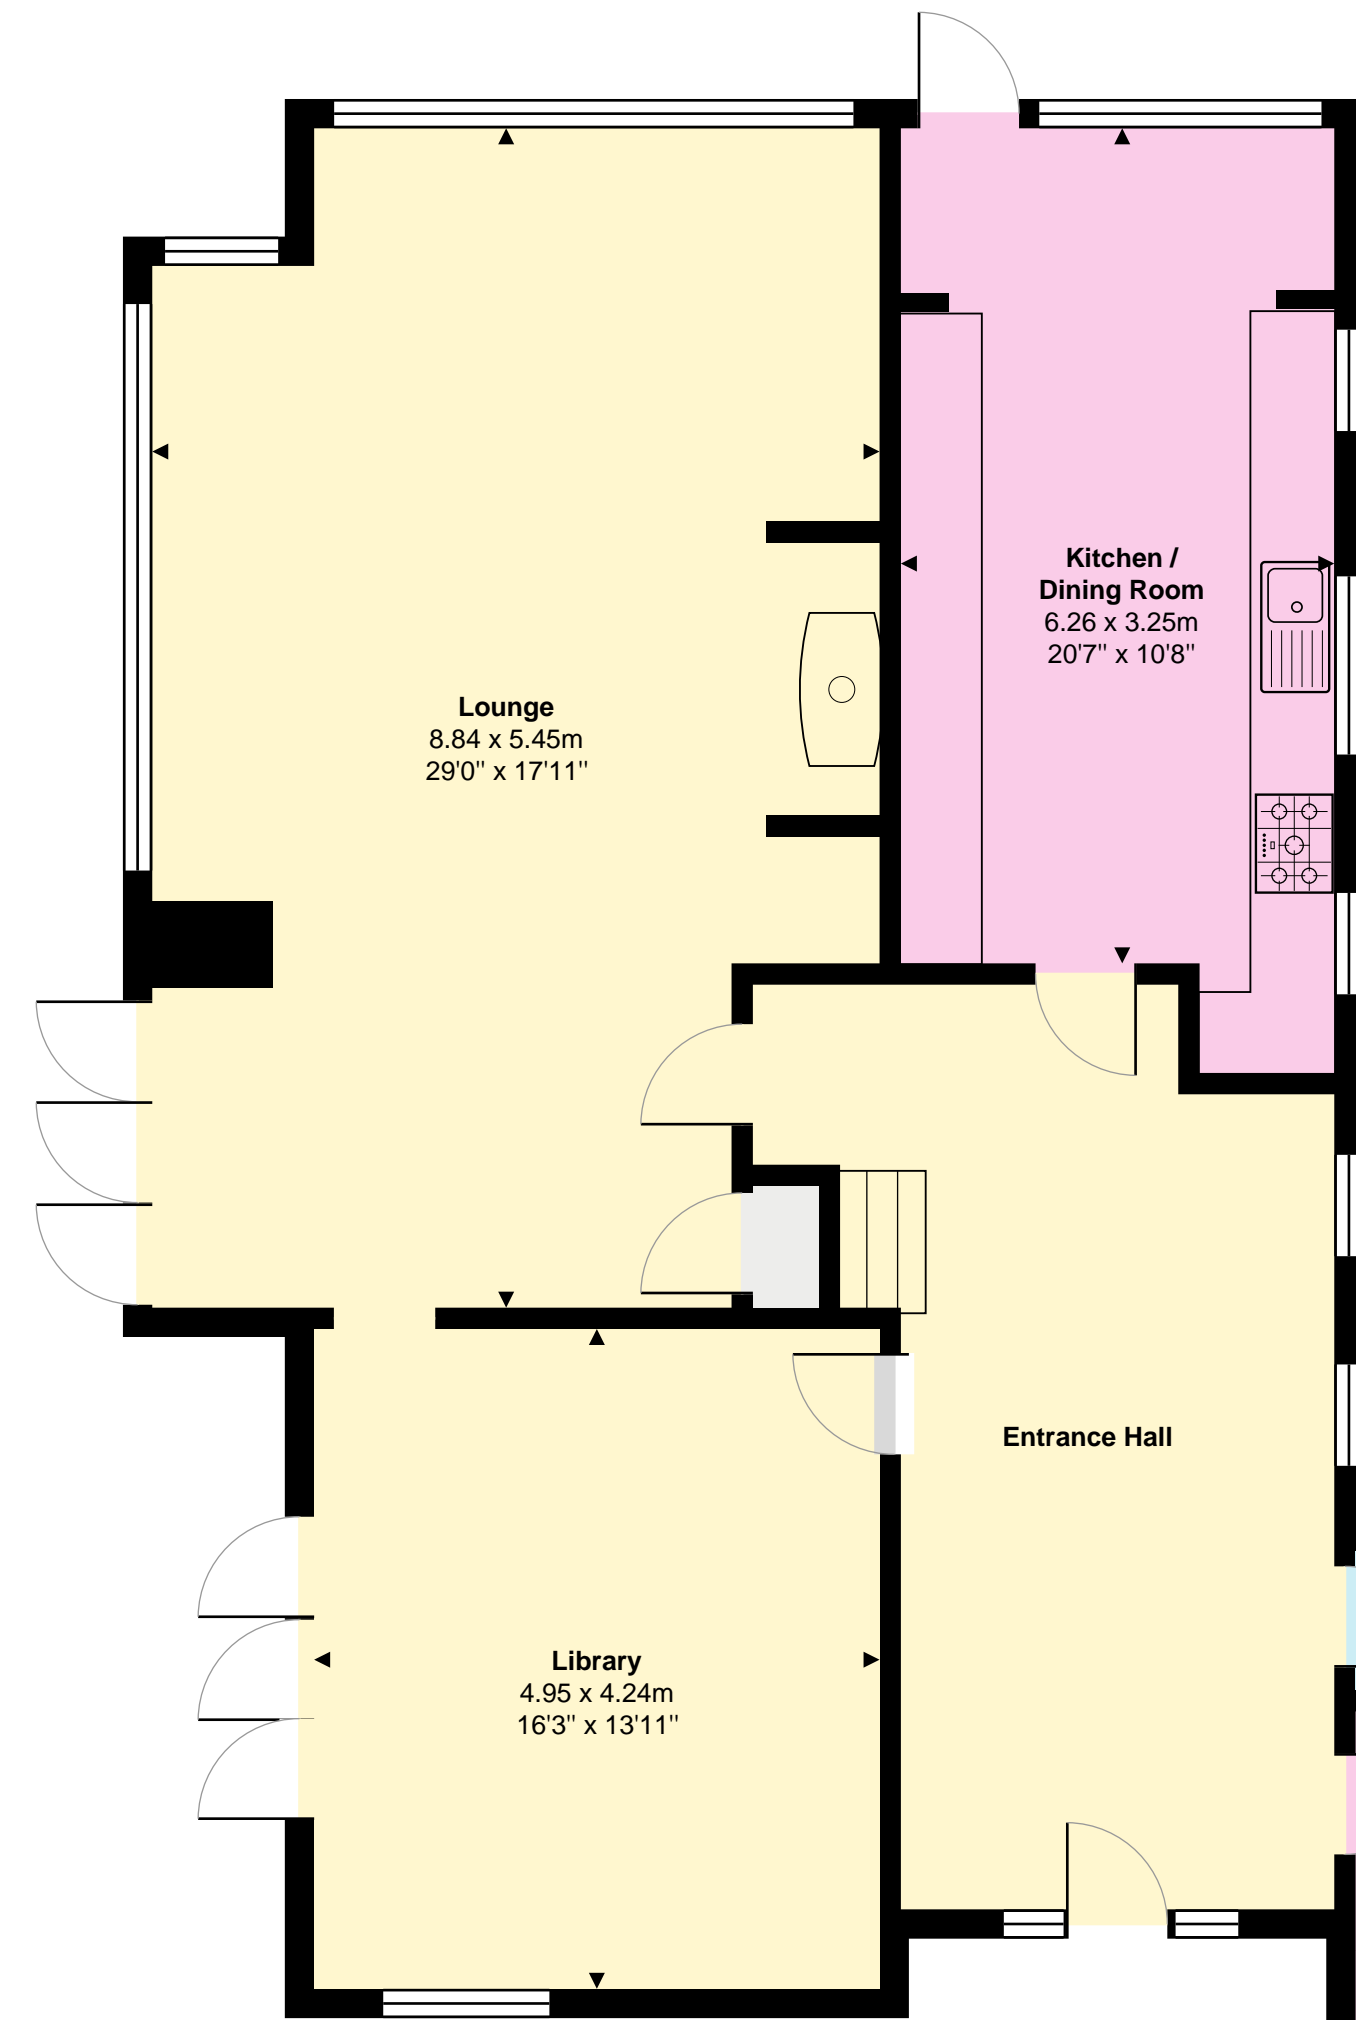 Kitchen /
Dining Room
6.26 x 3.25m
20'7" x 10'8"
Lounge
8.84 x 5.45m
29'0" x 17'11"
Entrance Hall
Library
4.95 x 4.24m
16'3" x 13'11"